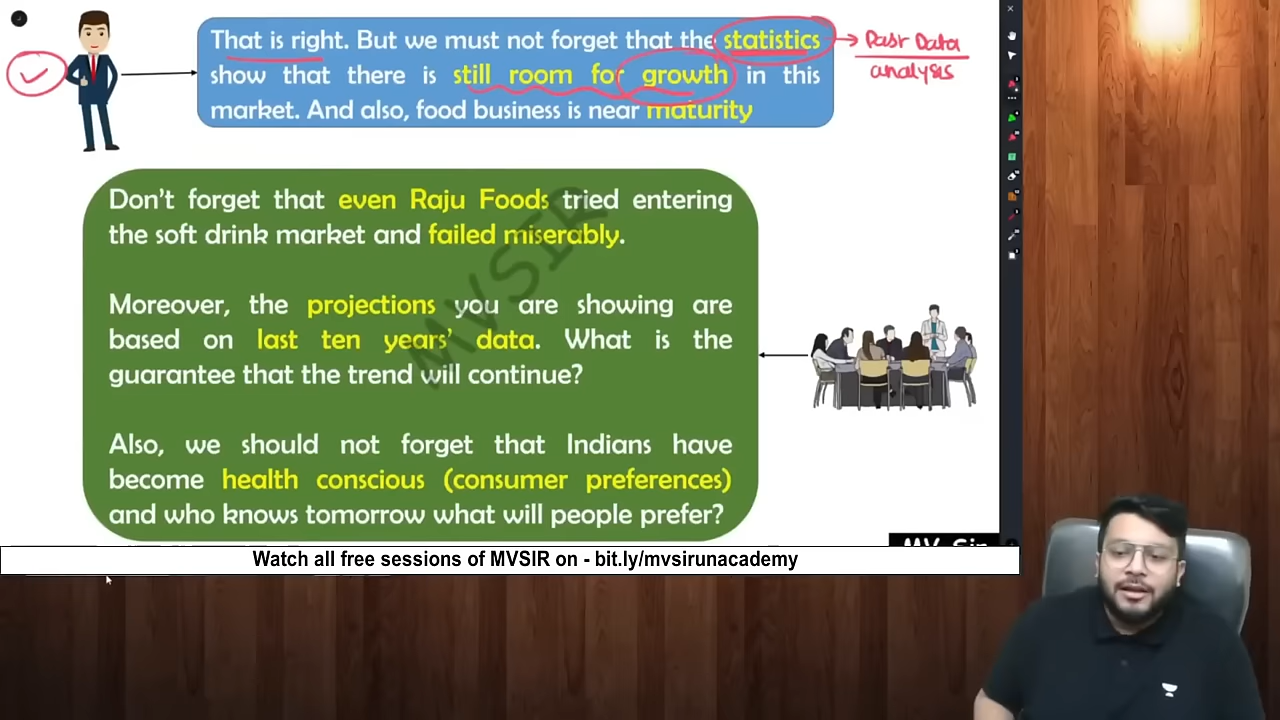 That is right. But we must not forget that the statistics
show that there is still room for growth in this
market. And also, food business is near maturity
Past Data
analysis
Don't forget that even Raju Foods tried entering
the soft drink market and failed miserably.
Moreover, the projections you are showing are
based on last ten years' data. What is the
guarantee that the trend will continue?
Also, we should not forget that Indians have
become health conscious (consumer preferences)
and who knows tomorrow what will people prefer?
MVSIR
MV Sir
Watch all free sessions of MVSIR on - bit.ly/mvsirunacademy